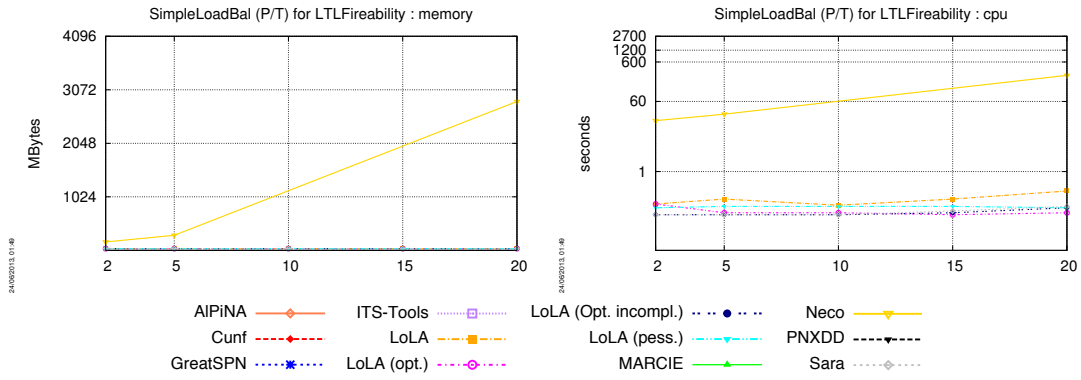 SimpleLoadBal (P/T) for LTLFireability : memory
4096
3072
2048
1024
MBytes
2 5 10 15 20
24/06/2013, 01:49
SimpleLoadBal (P/T) for LTLFireability : cpu
2700
1200
600
60
1
seconds
2 5 10 15 20
24/06/2013, 01:49
AlPiNA ITS-Tools LoLA (Opt. incompl.) Neco
Cunf LoLA LoLA (pess.) PNXDD
GreatSPN LoLA (opt.) MARCIE Sara